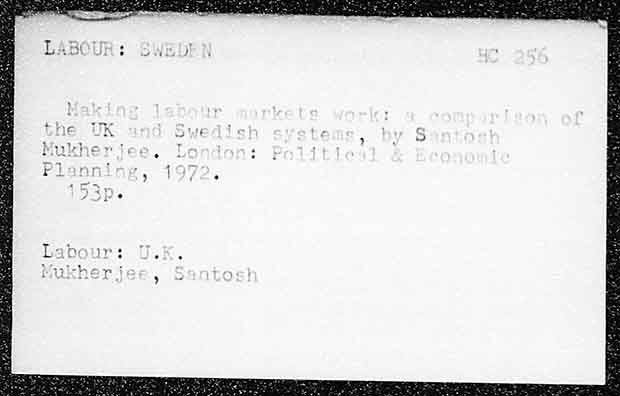 LABOUR: SWEDEN
HC 256
Making labour markets work: a comparison of
the UK and Swedish systems, by Santosh
Mukherjee. London: Political & Economic
Planning, 1972.
153p.
Labour: U.K.
Mukherjee, Santosh